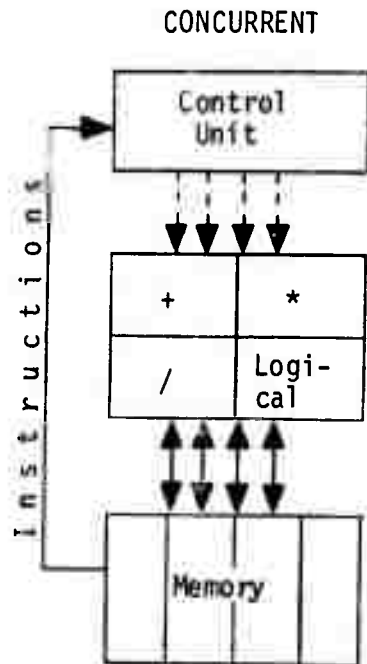 CONCURRENT
Control
Unit
Instructions
+ *
/ Logi-
cal
Memory